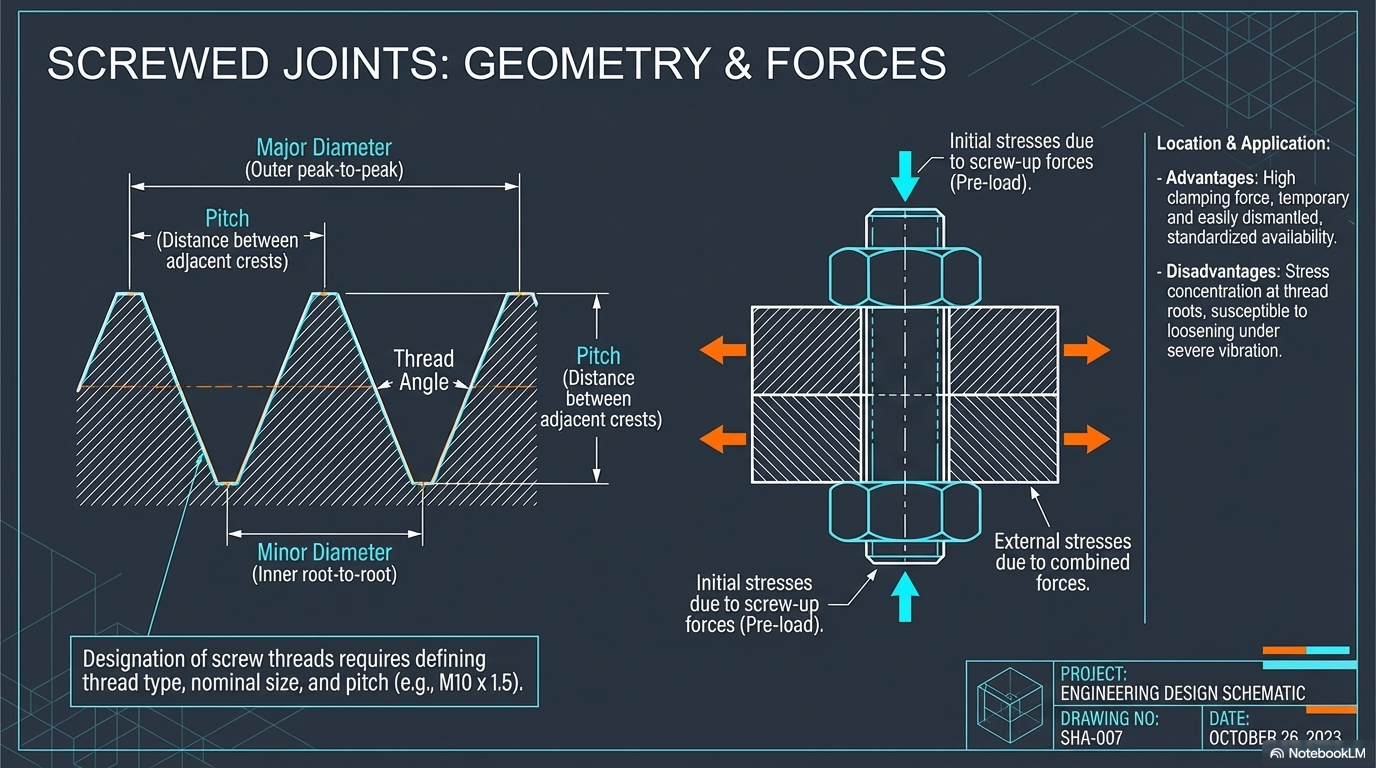 SCREWED JOINTS: GEOMETRY & FORCES
Major Diameter
(Outer peak-to-peak)
Pitch
(Distance between
adjacent crests)
Thread
Angle
Pitch
(Distance
between
adjacent crests)
Minor Diameter
(Inner root-to-root)
Designation of screw threads requires defining
thread type, nominal size, and pitch (e.g., M10 x 1.5).
Initial stresses due
to screw-up forces
(Pre-load).
External stresses
due to combined
forces.
Initial stresses
due to screw-up
forces (Pre-load).
Location & Application:
- Advantages: High
clamping force, temporary
and easily dismantled,
standardized availability.
- Disadvantages: Stress
concentration at thread
roots, susceptible to
loosening under
severe vibration.
PROJECT:
ENGINEERING DESIGN SCHEMATIC
DRAWING NO:
SHA-007
DATE:
OCTOBER 26, 2023
NotebookLM